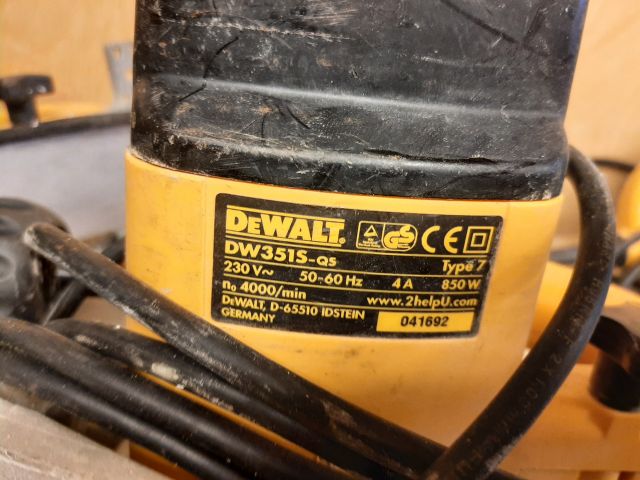 DEWALT
DW351S-QS Type 7
230 V~ 50-60 Hz 4 A 850 W
n₀ 4000/min www.2helpU.com
DeWALT, D-65510 IDSTEIN
GERMANY 041692